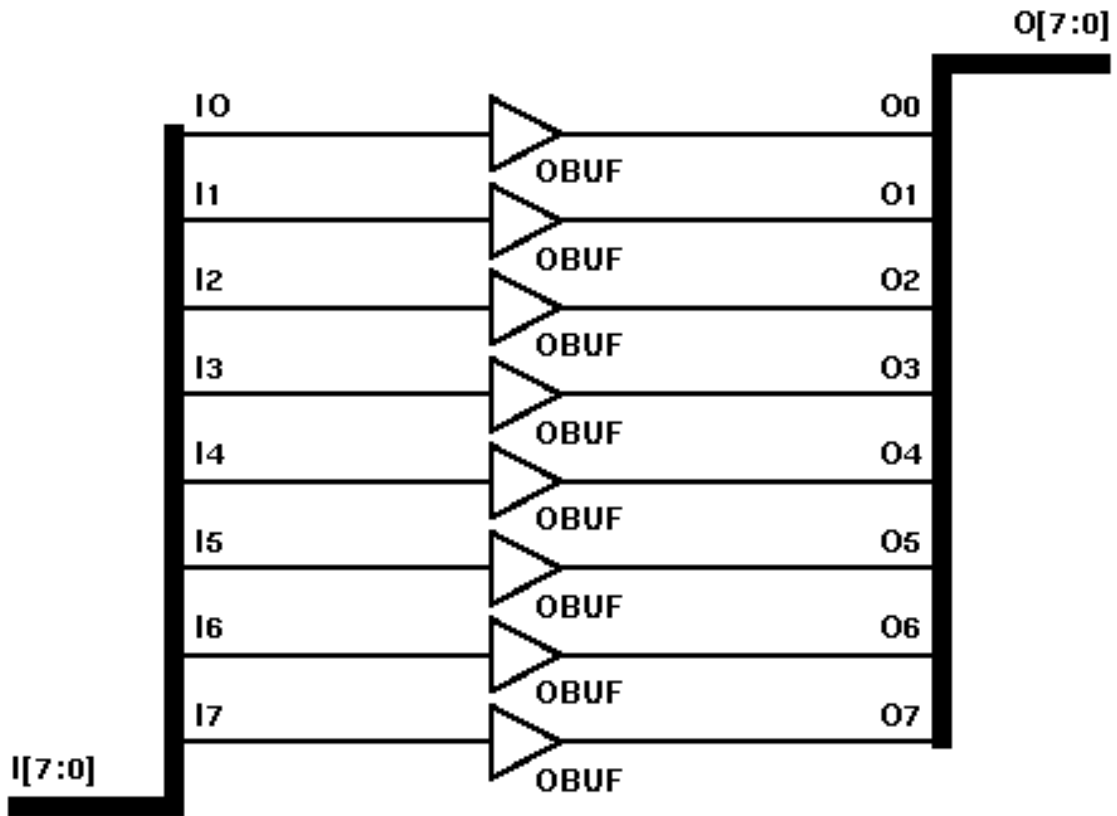 O[7:0]
I0 O0
OBUF
I1 O1
OBUF
I2 O2
OBUF
I3 O3
OBUF
I4 O4
OBUF
I5 O5
OBUF
I6 O6
OBUF
I7 O7
I[7:0]
OBUF